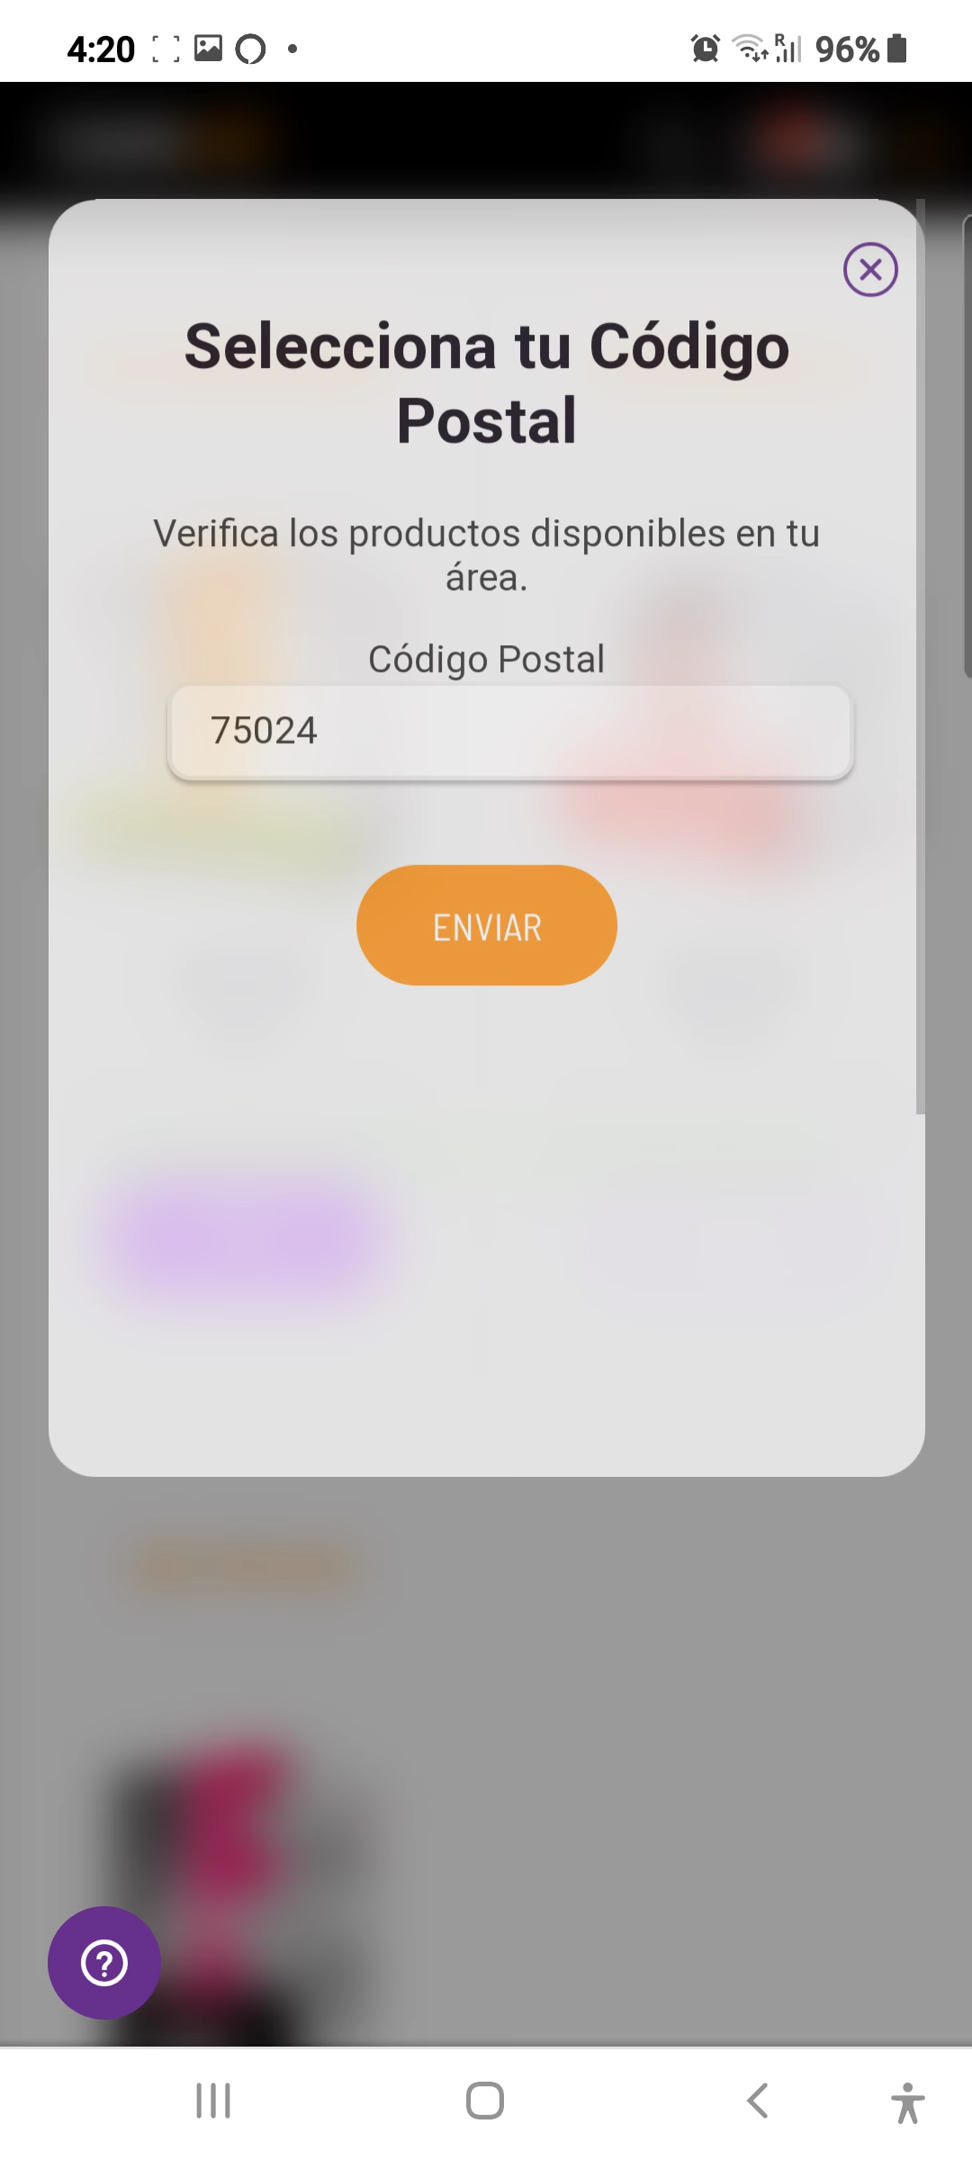 4:20
R
96%
Selecciona tu Código
Postal
Verifica los productos disponibles en tu
área.
Código Postal
75024
ENVIAR
?